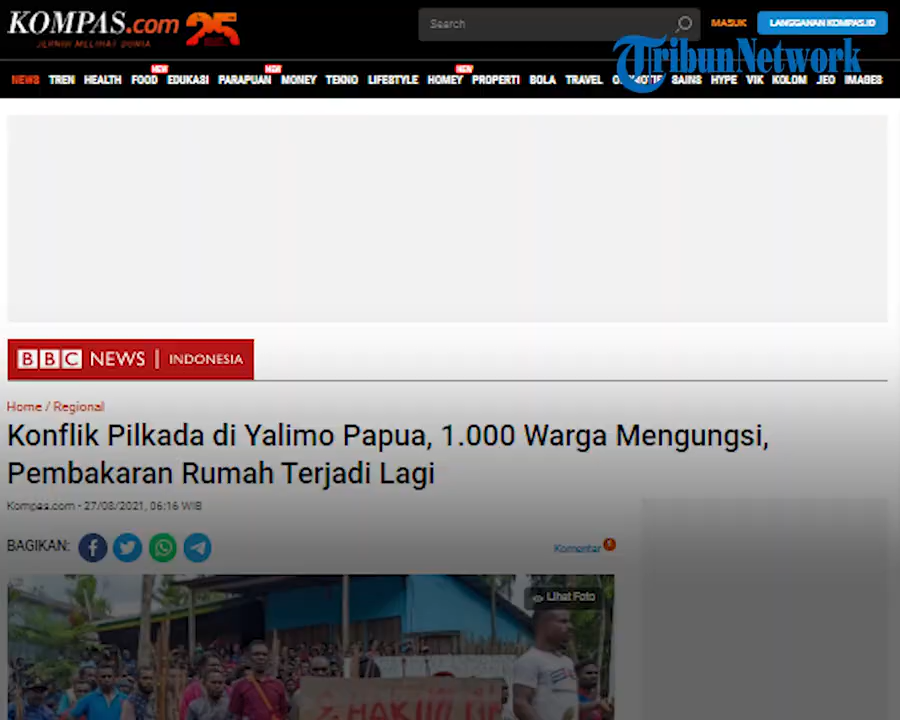 KOMPAS.com 25
JERNIH MELIHAT DUNIA
Search
MASUK
LANGGANAN KOMPAS.ID
TribunNetwork
NEWS TREN HEALTH FOOD NEW EDUKASI PARAPUAN NEW MONEY TEKNO LIFESTYLE HOMEY NEW PROPERTI BOLA TRAVEL SAINS HYPE VIK KOLOM JEO IMAGES
BBC NEWS | INDONESIA
Home / Regional
Konflik Pilkada di Yalimo Papua, 1.000 Warga Mengungsi,
Pembakaran Rumah Terjadi Lagi
Kompas.com - 27/08/2021, 06:16 WIB
BAGIKAN:
Komentar
Lihat Foto